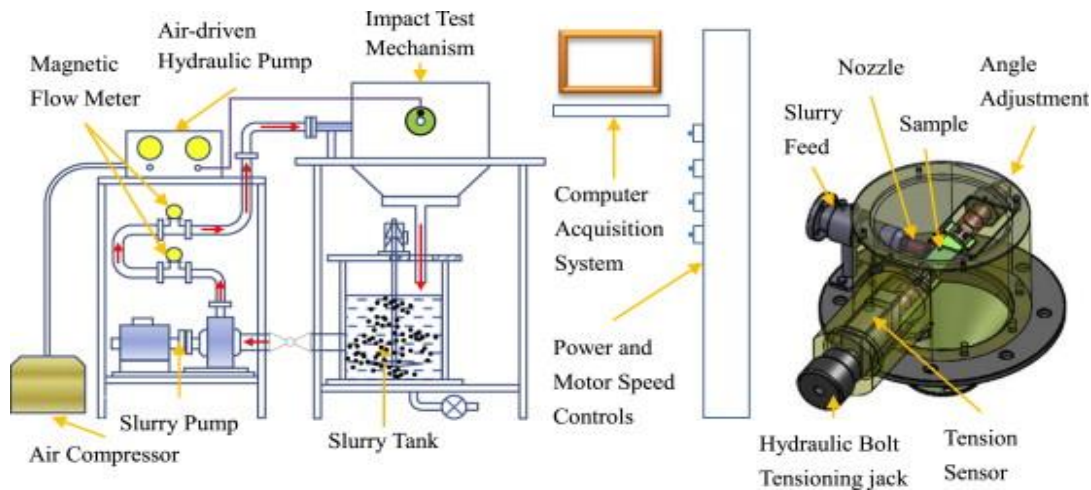 Air-driven
Hydraulic Pump
Magnetic
Flow Meter
Impact Test
Mechanism
Slurry Pump
Air Compressor
Slurry Tank
Computer
Acquisition
System
Power and
Motor Speed
Controls
Nozzle
Angle
Adjustment
Slurry
Feed
Sample
Hydraulic Bolt
Tensioning jack
Tension
Sensor